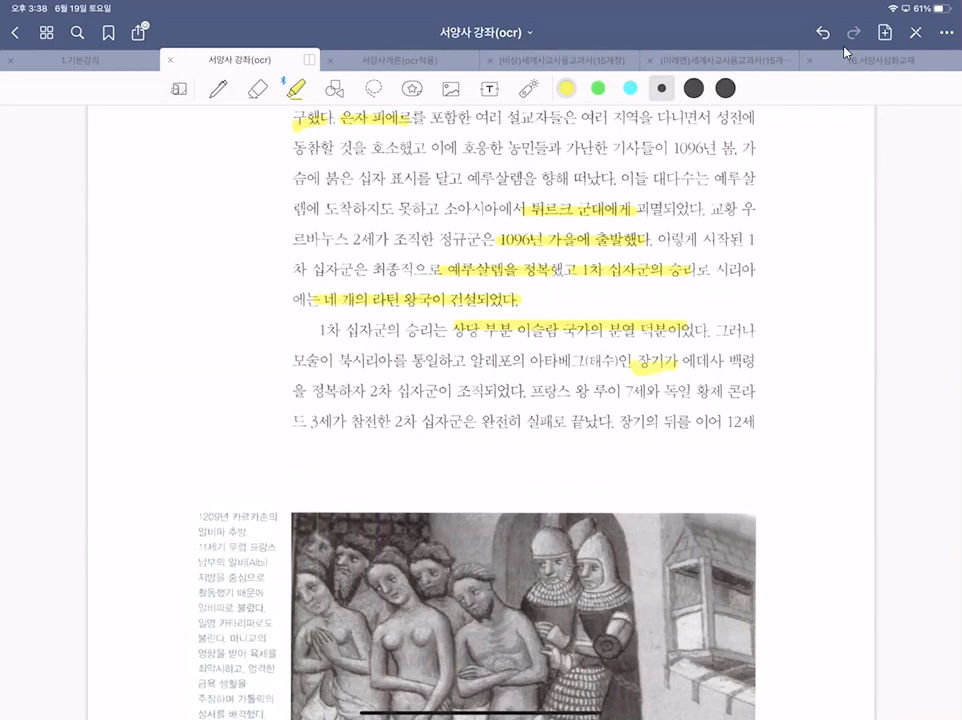 오후 3:38 6월 19일 토요일
61%
서양사 강좌(ocr)
1.기본강의
서양사 강좌(ocr)
서양사개론(ocr적용)
(비상)세계사교사용교과서(15개정)
(미래엔)세계사교사용교과서(15개...
16.서양사심화교재
구했다. 은자 피에르를 포함한 여러 설교자들은 여러 지역을 다니면서 성전에
동참할 것을 호소했고 이에 호응한 농민들과 가난한 기사들이 1096년 봄, 가
슴에 붉은 십자 표시를 달고 예루살렘을 향해 떠났다. 이들 대다수는 예루살
렘에 도착하지도 못하고 소아시아에서 튀르크 군대에게 괴멸되었다. 교황 우
르바누스 2세가 조직한 정규군은 1096년 가을에 출발했다. 이렇게 시작된 1
차 십자군은 최종적으로 예루살렘을 정복했고 1차 십자군의 승리로 시리아
에는 네 개의 라틴 왕국이 건설되었다.
1차 십자군의 승리는 상당 부분 이슬람 국가의 분열 덕분이었다. 그러나
모술이 북시리아를 통일하고 알레포의 아타베그(태수)인 장기가 에데사 백령
을 정복하자 2차 십자군이 조직되었다. 프랑스 왕 루이 7세와 독일 황제 콘라
드 3세가 참전한 2차 십자군은 완전히 실패로 끝났다. 장기의 뒤를 이어 12세
1209년 카르카손의
알비파 추방
11세기 무렵 프랑스
남부의 알비(Albi)
지방을 중심으로
활동했기 때문에
알비파로 불렸다.
일명 카타리파로도
불린다. 마니교의
영향을 받아 육체를
죄악시하고, 엄격한
금욕 생활을
주장하며 가톨릭의
성사를 배격했다.